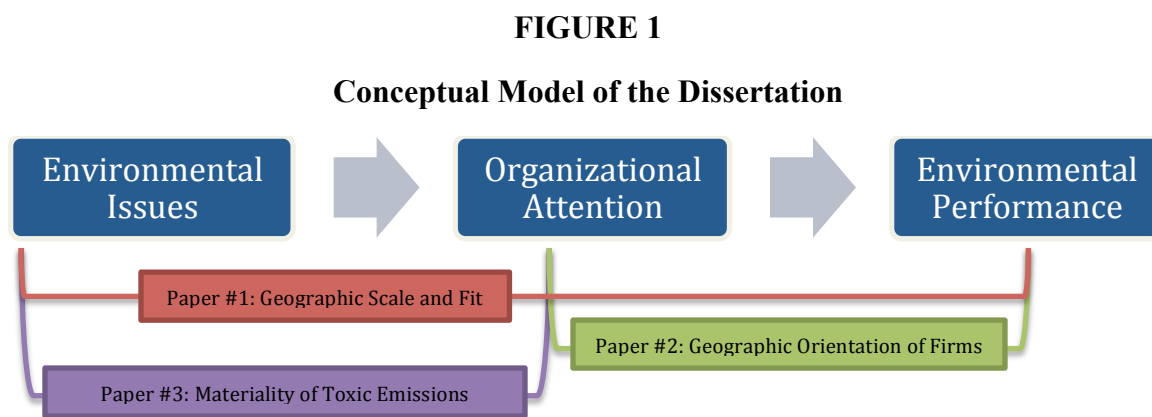 FIGURE 1
Conceptual Model of the Dissertation
Environmental
Issues
Organizational
Attention
Environmental
Performance
Paper #1: Geographic Scale and Fit
Paper #2: Geographic Orientation of Firms
Paper #3: Materiality of Toxic Emissions